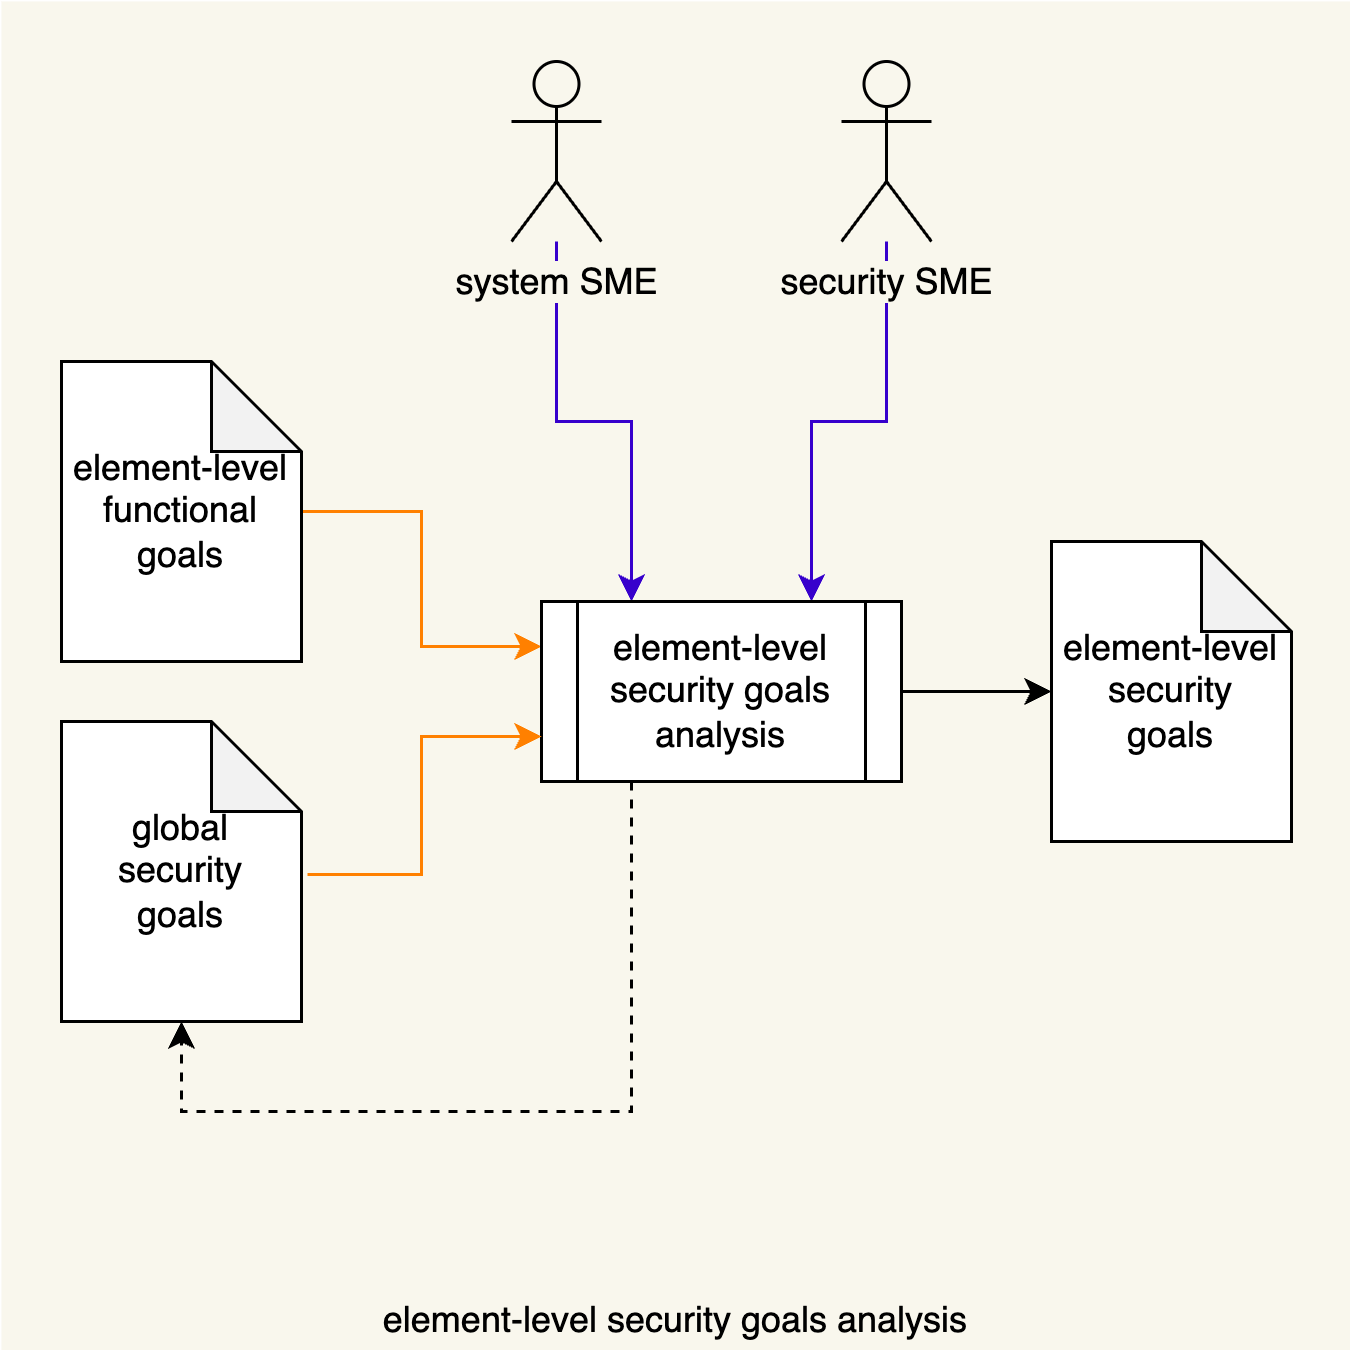 system SME
security SME
element-level
functional
goals
element-level
security goals
analysis
element-level
security
goals
global
security
goals
element-level security goals analysis